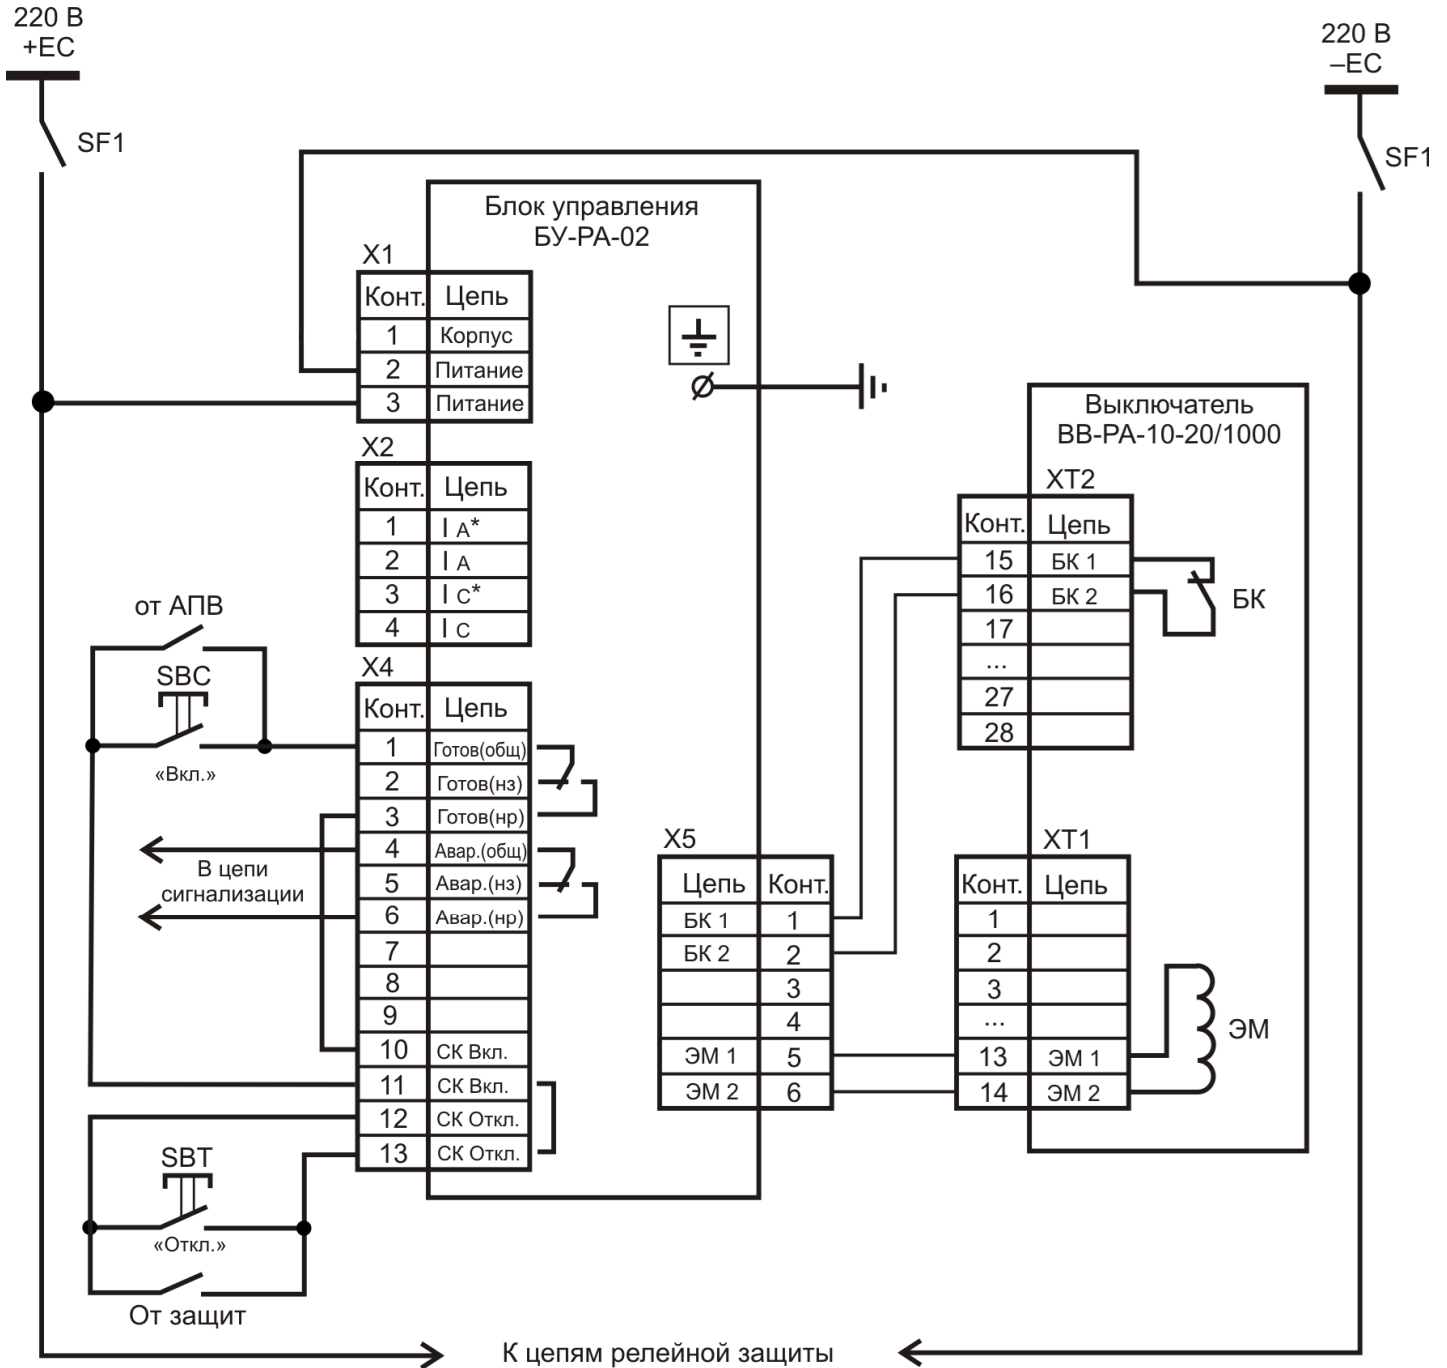 220 В
+ЕС
SF1
220 В
–ЕС
SF1
Блок управления
БУ-РА-02
X1
Конт. Цепь
1 Корпус
2 Питание
3 Питание
X2
Конт. Цепь
1 I А*
2 I А
3 I С*
4 I С
от АПВ
SBC
«Вкл.»
X4
Конт. Цепь
1 Готов(общ)
2 Готов(нз)
3 Готов(нр)
4 Авар.(общ)
5 Авар.(нз)
6 Авар.(нр)
7
8
9
10 СК Вкл.
11 СК Вкл.
12 СК Откл.
13 СК Откл.
В цепи
сигнализации
SBT
«Откл.»
От защит
X5
Цепь Конт.
БК 1 1
БК 2 2
3
4
ЭМ 1 5
ЭМ 2 6
Выключатель
ВВ-РА-10-20/1000
XT2
Конт. Цепь
15 БК 1
16 БК 2
17
...
27
28
БК
XT1
Конт. Цепь
1
2
3
...
13 ЭМ 1
14 ЭМ 2
ЭМ
К цепям релейной защиты